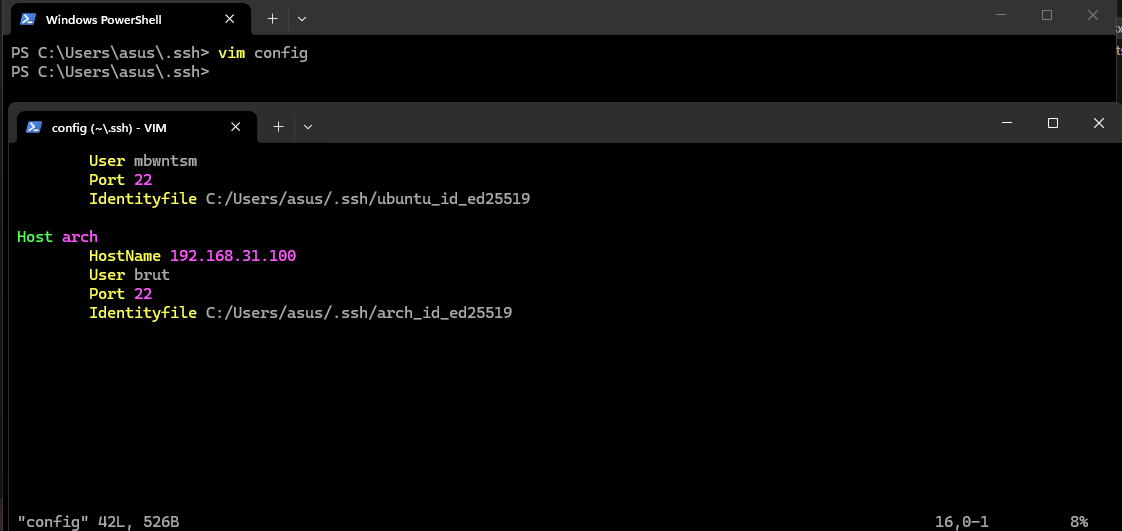 Windows PowerShell
PS C:\Users\asus\.ssh> vim config
PS C:\Users\asus\.ssh>
config (~\.ssh) - VIM
User mbwntsm
Port 22
Identityfile C:/Users/asus/.ssh/ubuntu_id_ed25519
Host arch
HostName 192.168.31.100
User brut
Port 22
Identityfile C:/Users/asus/.ssh/arch_id_ed25519
"config" 42L, 526B 16,0-1 8%